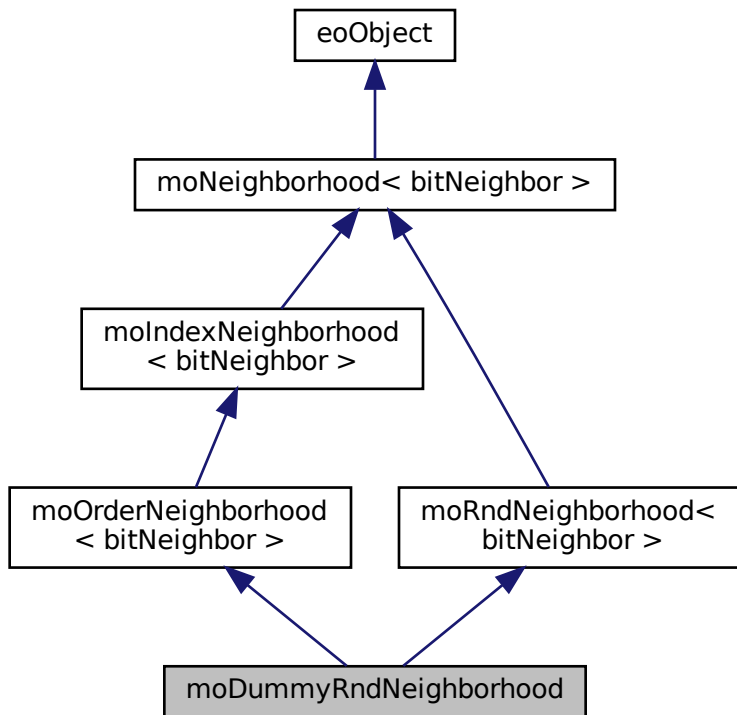 eoObject
moNeighborhood< bitNeighbor >
moIndexNeighborhood
< bitNeighbor >
moOrderNeighborhood
< bitNeighbor >
moRndNeighborhood<
bitNeighbor >
moDummyRndNeighborhood